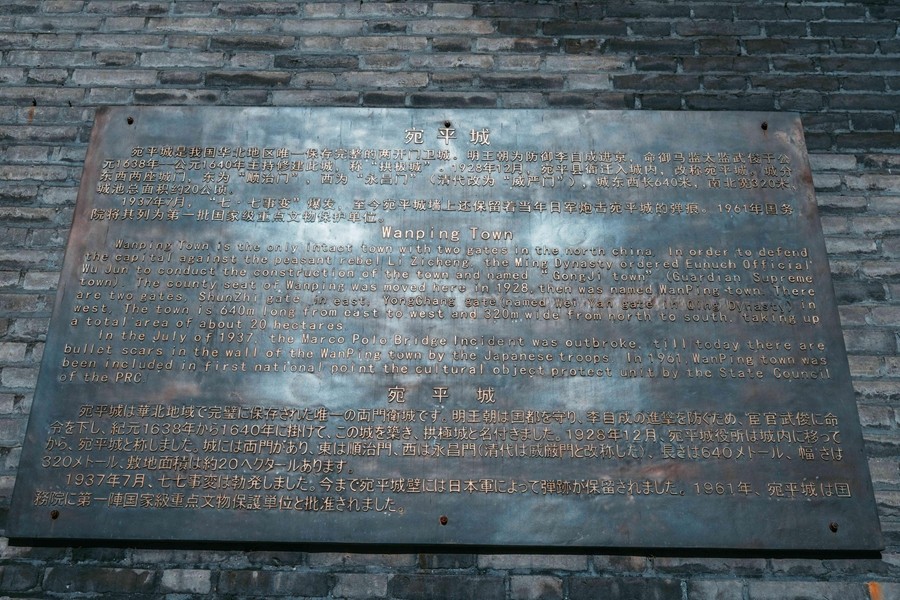 宛平城
宛平城是我国华北地区唯一保存完整的两开门卫城。明王朝为防御李自成进京，命御马监太监武俊于公
元1638年—公元1640年主持修建此城，称“拱极城”。1928年12月，宛平县衙迁入城内，改称宛平城。城分
东西两座城门，东为“顺治门”，西为“永昌门”（清代改为“威严门”），城东西长640米，南北宽320米，
城池总面积约20公顷。
1937年7月，“七·七事变”爆发，至今宛平城墙上还保留着当年日军炮击宛平城的弹痕。1961年国务
院将其列为第一批国家级重点文物保护单位。
Wanping Town
Wanping Town is the only intact town with two gates in the north china. In order to defend
the capital against the peasant rebel Li Zicheng, the Ming Dynasty ordered Eunuch Official
Wu Jun to conduct the construction of the town and named "GongJi town" (Guardian Supreme
town). The county seat of Wanping was moved here in 1928, then was named WanPing town. There
are two gates, ShunZhi gate in east, YongChang gate(named Wei Yan gate in Qing Dynasty) in
west. The town is 640m long from east to west and 320m wide from north to south, taking up
a total area of about 20 hectares
In the July of 1937, the Marco Polo Bridge Incident was outbroke, till today there are
bullet scars in the wall of the WanPing town by the Japanese troops. In 1961, WanPing town was
been included in first national point the cultural object protect unit by the State Council
of the PRC.
宛平城
宛平城は華北地域で完璧に保存された唯一の両門衛城です。明王朝は国都を守り、李自成の進撃を防ぐため、宦官武俊に命
令を下し、紀元1638年から1640年に掛けて、この城を築き、拱極城と名付きました。1928年12月、宛平城役所は城内に移って
から、宛平城と称しました。城には両門があり、東は順治門、西は永昌門(清代は威厳門と改称した)、長さは640メートル、幅さは
320メートル、敷地面積は約20ヘクタールあります。
1937年7月、七七事変は勃発しました。今まで宛平城壁には日本軍によって弾跡が保留されました。1961年、宛平城は国
務院に第一陣国家級重点文物保護単位と批准されました。